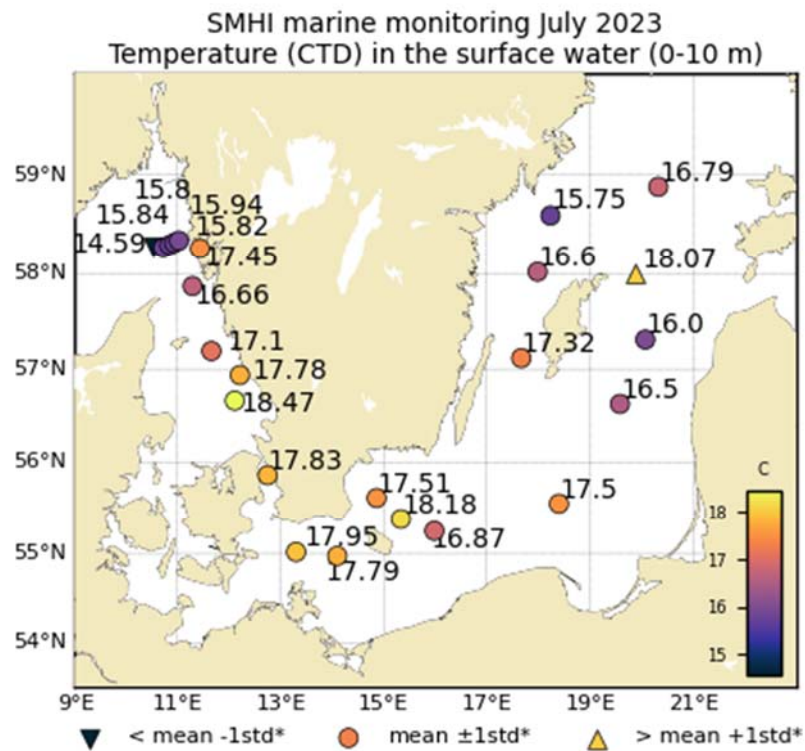 SMHI marine monitoring July 2023
Temperature (CTD) in the surface water (0-10 m)
59°N
58°N
57°N
56°N
55°N
54°N
15.8
15.84
15.94
15.82
14.59
17.45
16.66
17.1
17.78
18.47
17.83
17.51
18.18
16.87
17.95
17.79
16.79
15.75
16.6
18.07
16.0
17.32
16.5
17.5
C
18
17
16
15
9°E 11°E 13°E 15°E 17°E 19°E 21°E
< mean -1std* mean ±1std* > mean +1std*